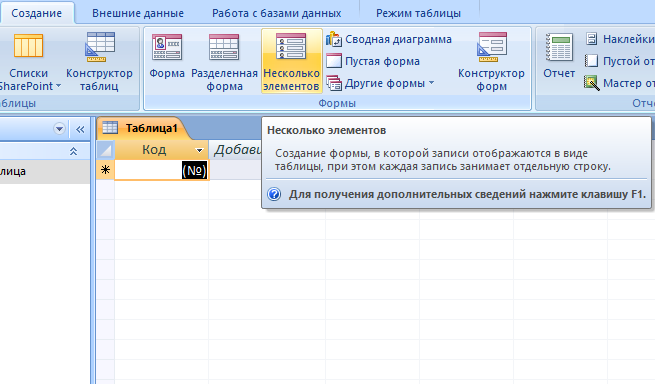 Создание Внешние данные Работа с базами данных Режим таблицы
Списки SharePoint
Конструктор таблиц
Форма
Разделенная форма
Несколько элементов
Сводная диаграмма
Пустая форма
Другие формы
Конструктор форм
Отчет
Наклейки
Пустой от
Мастер от
аблицы Формы Отче
Таблица1
Код Добави
лица
(№)
Несколько элементов
Создание формы, в которой записи отображаются в виде
таблицы, при этом каждая запись занимает отдельную строку.
Для получения дополнительных сведений нажмите клавишу F1.